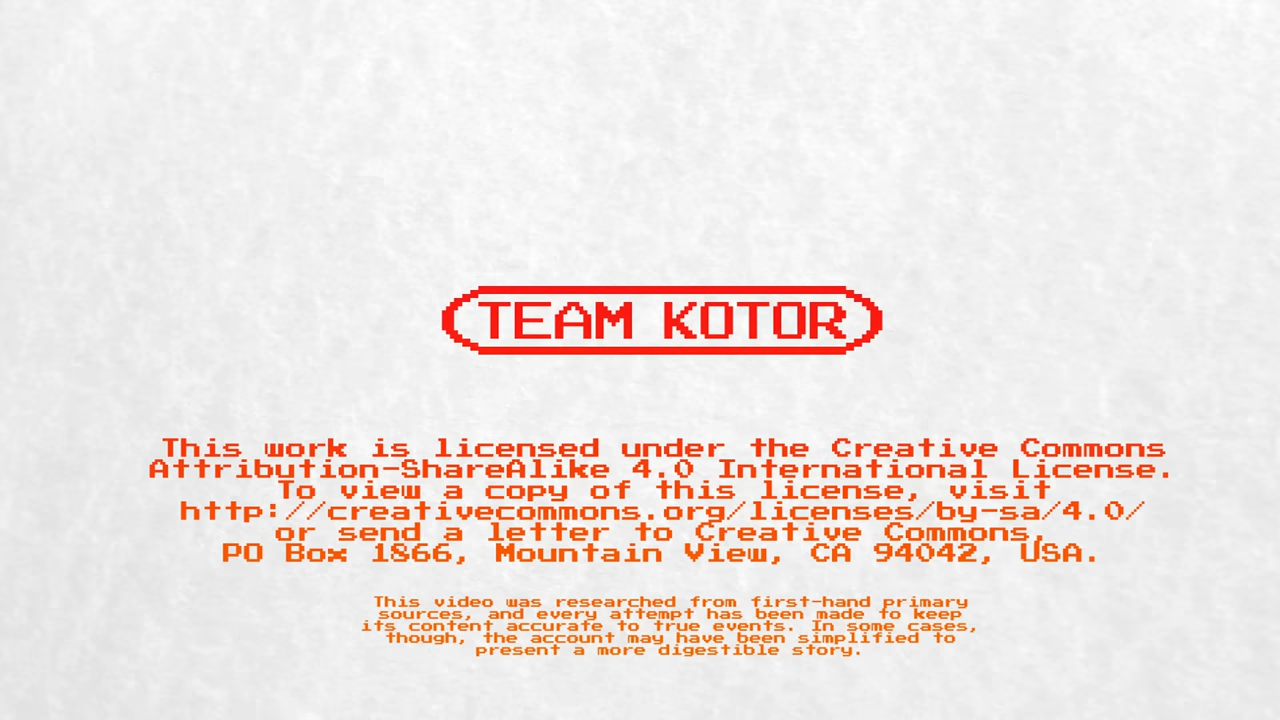 TEAM KOTOR
This work is licensed under the Creative Commons
Attribution-ShareAlike 4.0 International License.
To view a copy of this license, visit
http://creativecommons.org/licenses/by-sa/4.0/
or send a letter to Creative Commons,
PO Box 1866, Mountain View, CA 94042, USA.
This video was researched from first-hand primary
sources, and every attempt has been made to keep
its content accurate to true events. In some cases,
though, the account may have been simplified to
present a more digestible story.